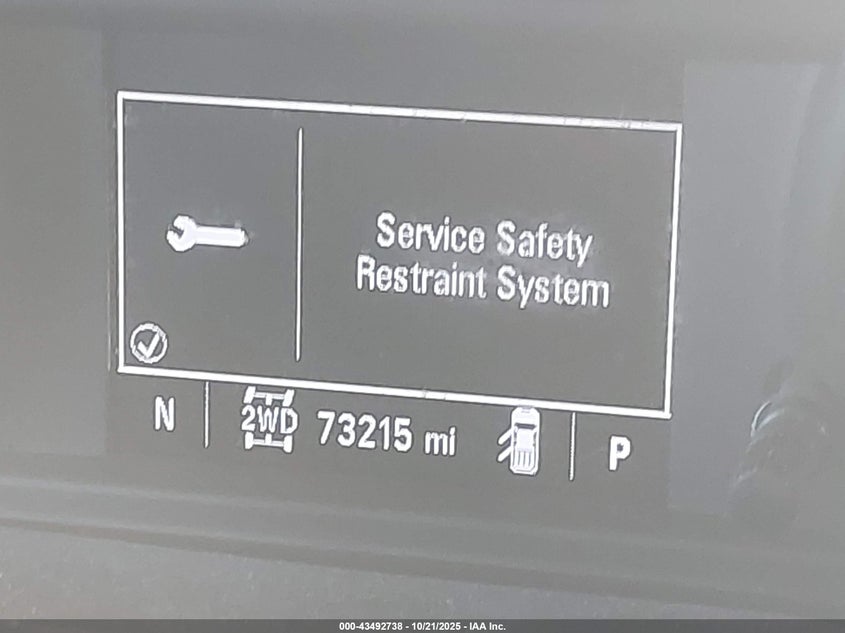 Service Safety
Restraint System
N
2WD 73215 mi
P
000-43492738 - 10/21/2025 - IAA Inc.